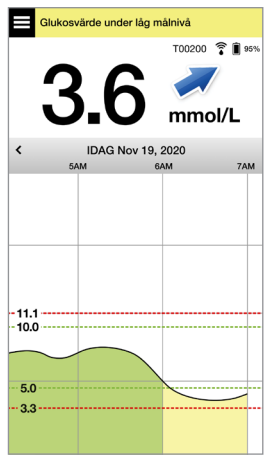 Glukosvärde under låg målnivå
T00200 95%
3.6
mmol/L
< IDAG Nov 19, 2020
5AM 6AM 7AM
11.1
10.0
5.0
3.3